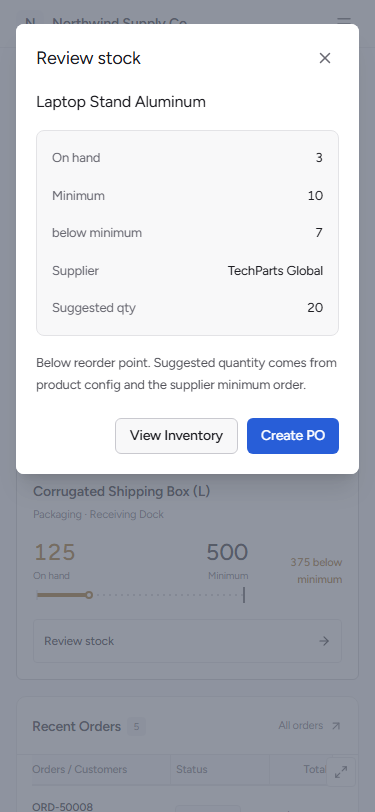 N Northwind Supply Co
Review stock
Laptop Stand Aluminum
On hand 3
Minimum 10
below minimum 7
Supplier TechParts Global
Suggested qty 20
Below reorder point. Suggested quantity comes from
product config and the supplier minimum order.
View Inventory Create PO
Corrugated Shipping Box (L)
Packaging · Receiving Dock
125 500 375 below
On hand Minimum minimum
Review stock
Recent Orders 5 All orders
Orders / Customers Status Total
ORD-50008